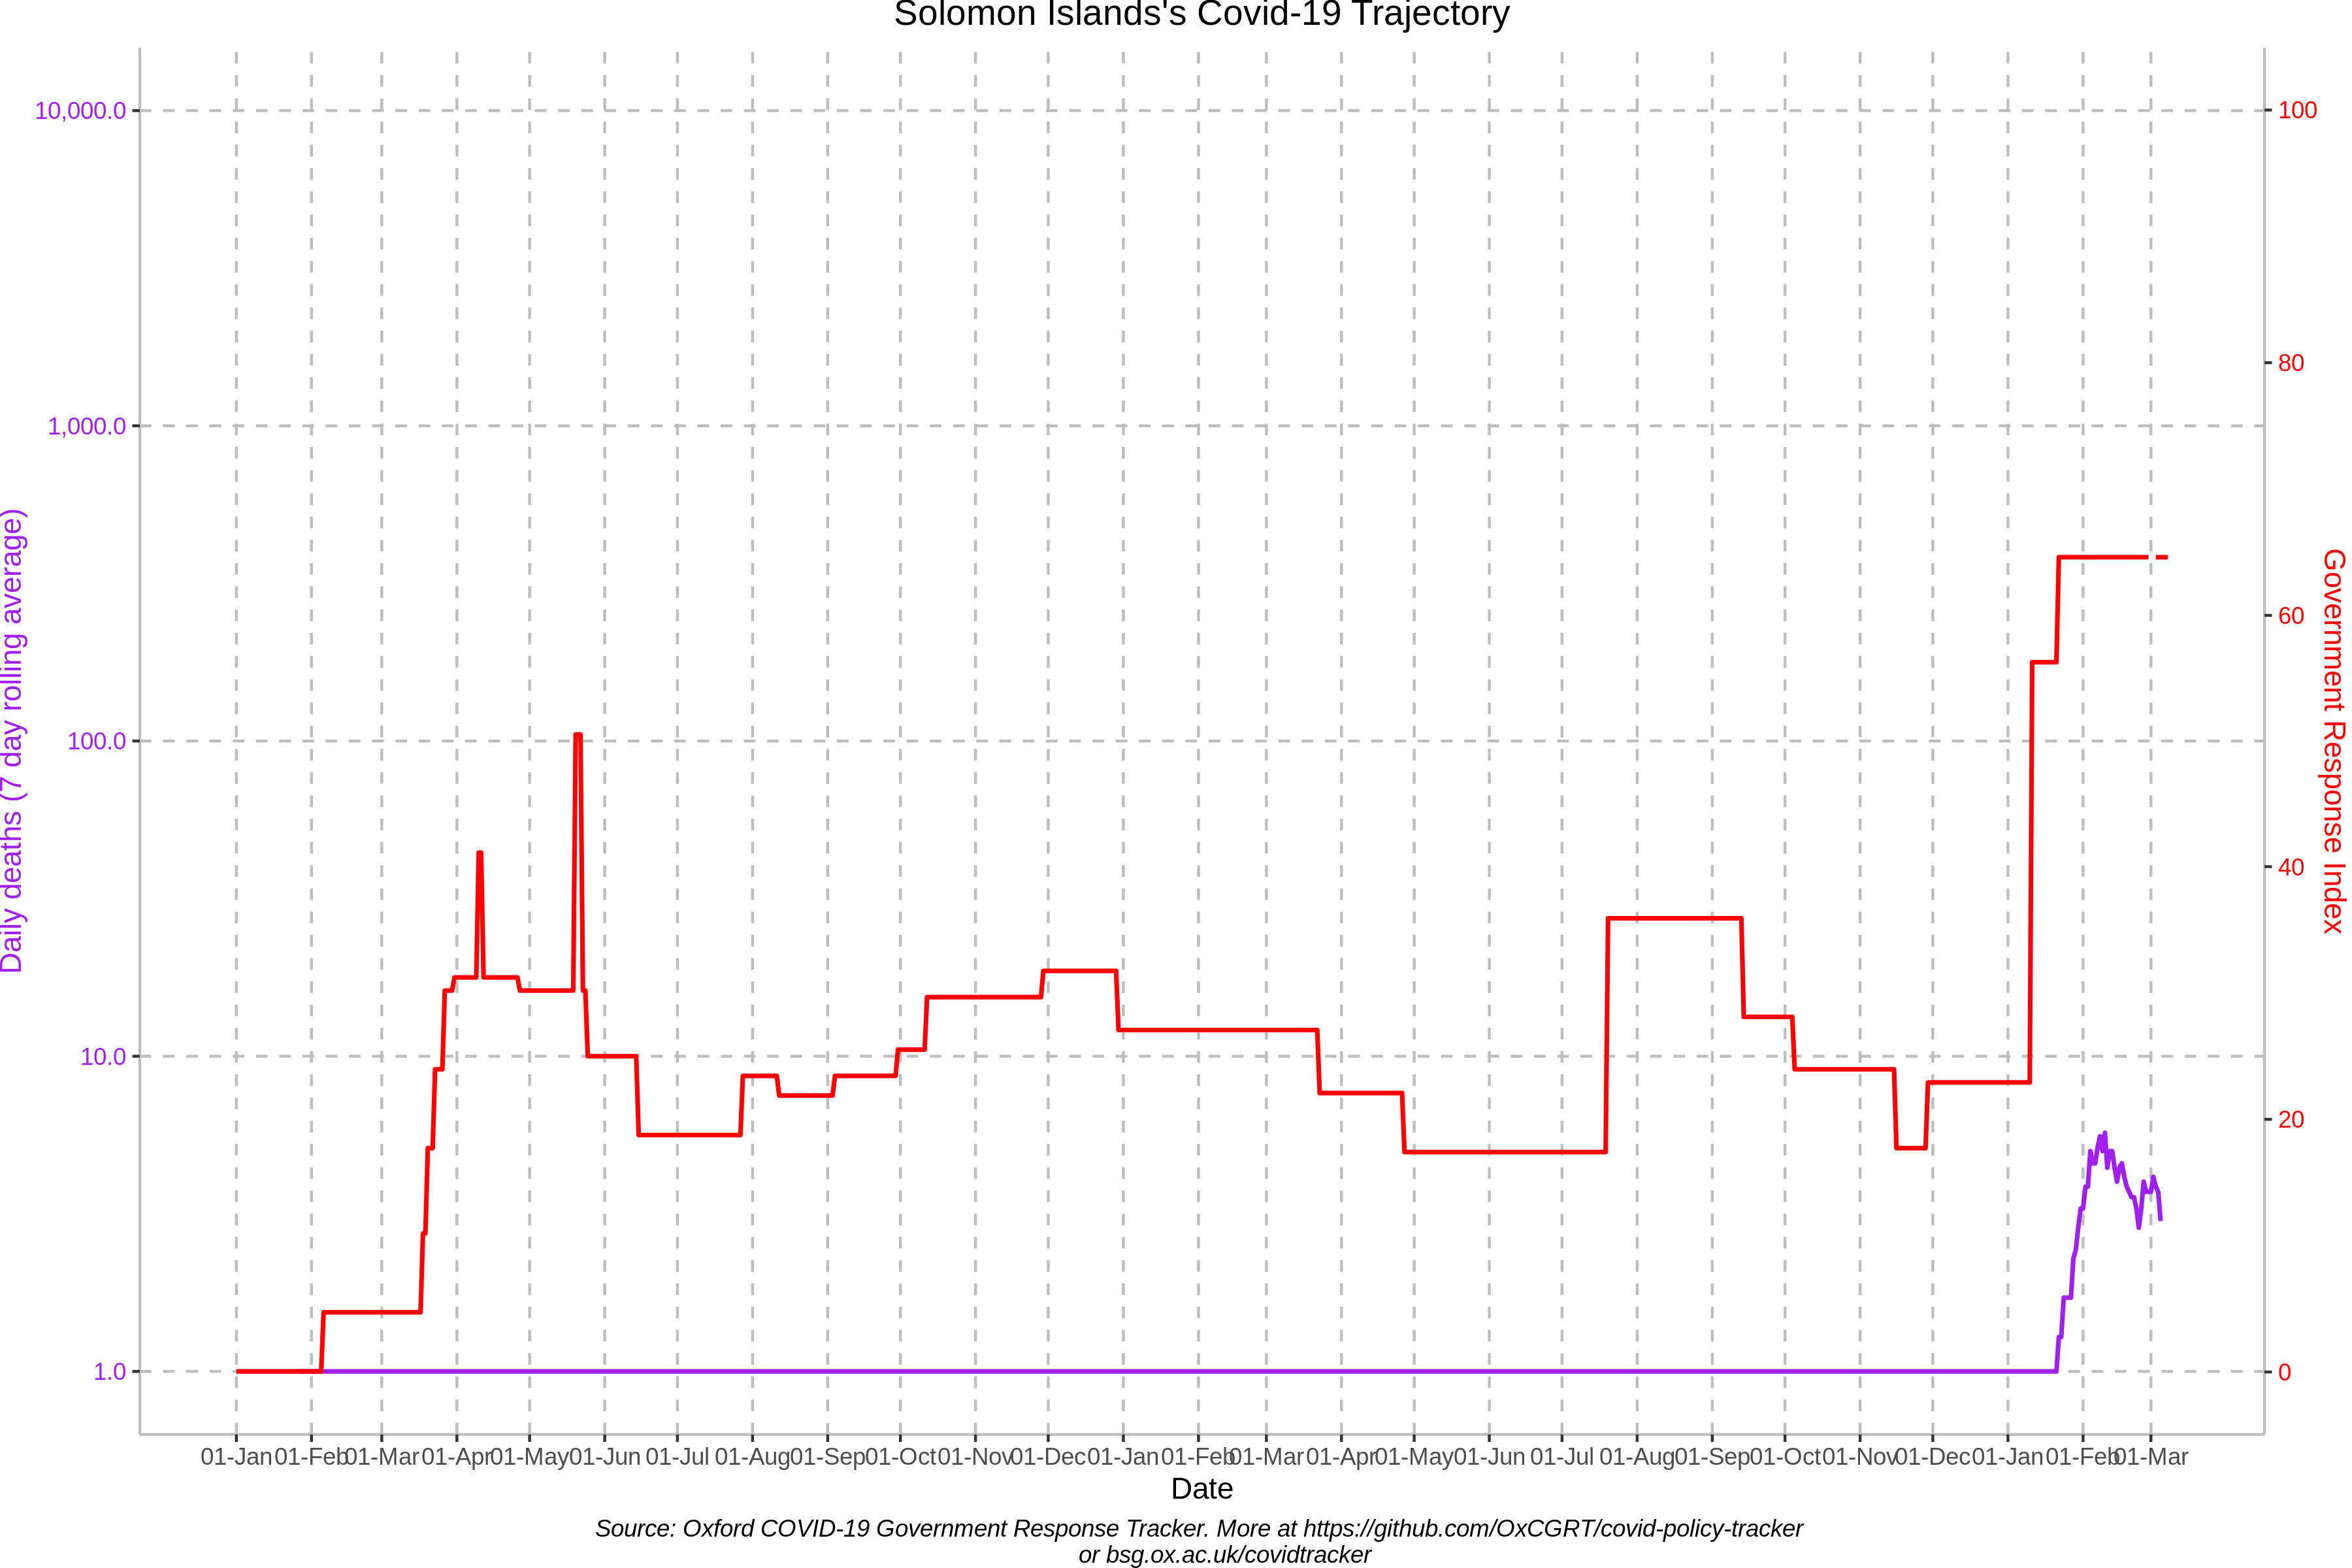 Solomon Islands's Covid-19 Trajectory
10,000.0
1,000.0
100.0
10.0
1.0
Daily deaths (7 day rolling average)
100
80
60
40
20
0
Government Response Index
01-Jan 01-Feb 01-Mar 01-Apr 01-May 01-Jun 01-Jul 01-Aug 01-Sep 01-Oct 01-Nov 01-Dec 01-Jan 01-Feb 01-Mar 01-Apr 01-May 01-Jun 01-Jul 01-Aug 01-Sep 01-Oct 01-Nov 01-Dec 01-Jan 01-Feb 01-Mar
Date
Source: Oxford COVID-19 Government Response Tracker. More at https://github.com/OxCGRT/covid-policy-tracker
or bsg.ox.ac.uk/covidtracker